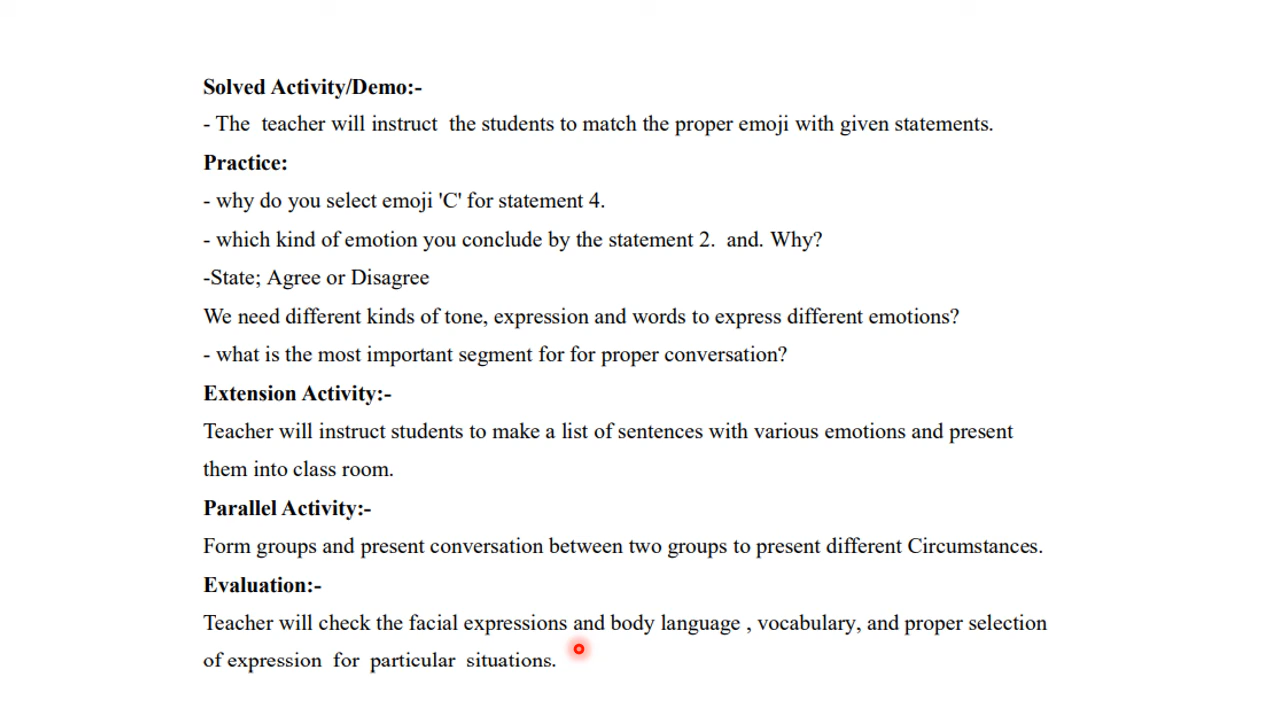 Solved Activity/Demo:-
- The  teacher will instruct  the students to match the proper emoji with given statements.
Practice:
- why do you select emoji 'C' for statement 4.
- which kind of emotion you conclude by the statement 2.  and. Why?
-State; Agree or Disagree
We need different kinds of tone, expression and words to express different emotions?
- what is the most important segment for for proper conversation?
Extension Activity:-
Teacher will instruct students to make a list of sentences with various emotions and present
them into class room.
Parallel Activity:-
Form groups and present conversation between two groups to present different Circumstances.
Evaluation:-
Teacher will check the facial expressions and body language , vocabulary, and proper selection
of expression  for  particular  situations.